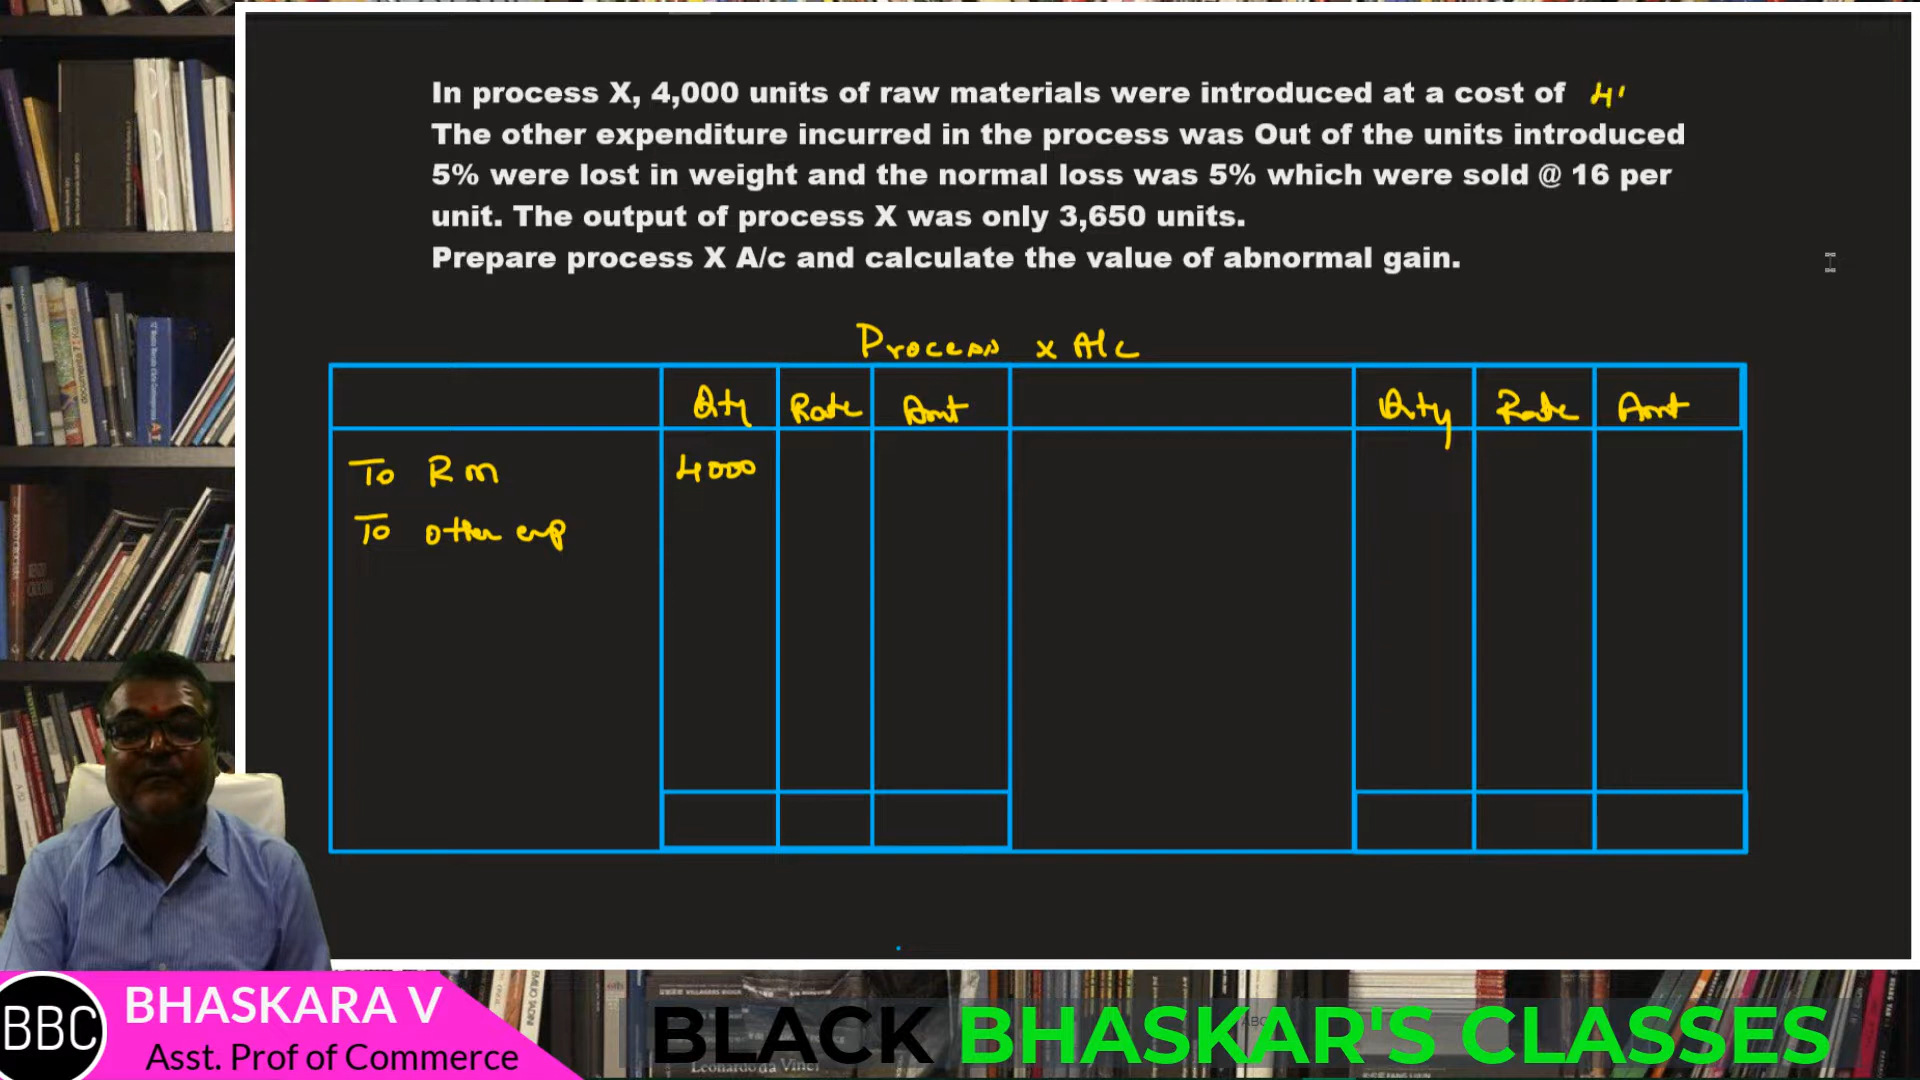 In process X, 4,000 units of raw materials were introduced at a cost of 4'
The other expenditure incurred in the process was Out of the units introduced
5% were lost in weight and the normal loss was 5% which were sold @ 16 per
unit. The output of process X was only 3,650 units.
Prepare process X A/c and calculate the value of abnormal gain.
Process X A/c
Qty Rate Amt Qty Rate Amt
To RM 4000
To other exp
BBC
BHASKARA V
Asst. Prof of Commerce
BLACK BHASKAR'S CLASSES
Leonardo da Vinci